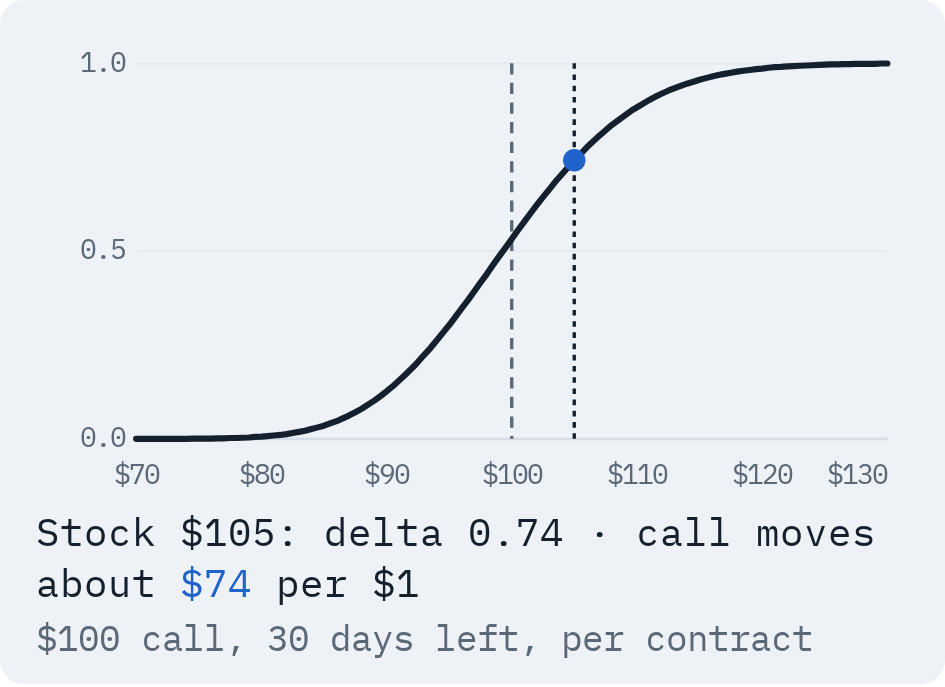 1.0
0.5
0.0
$70 $80 $90 $100 $110 $120 $130
Stock $105: delta 0.74 · call moves
about $74 per $1
$100 call, 30 days left, per contract